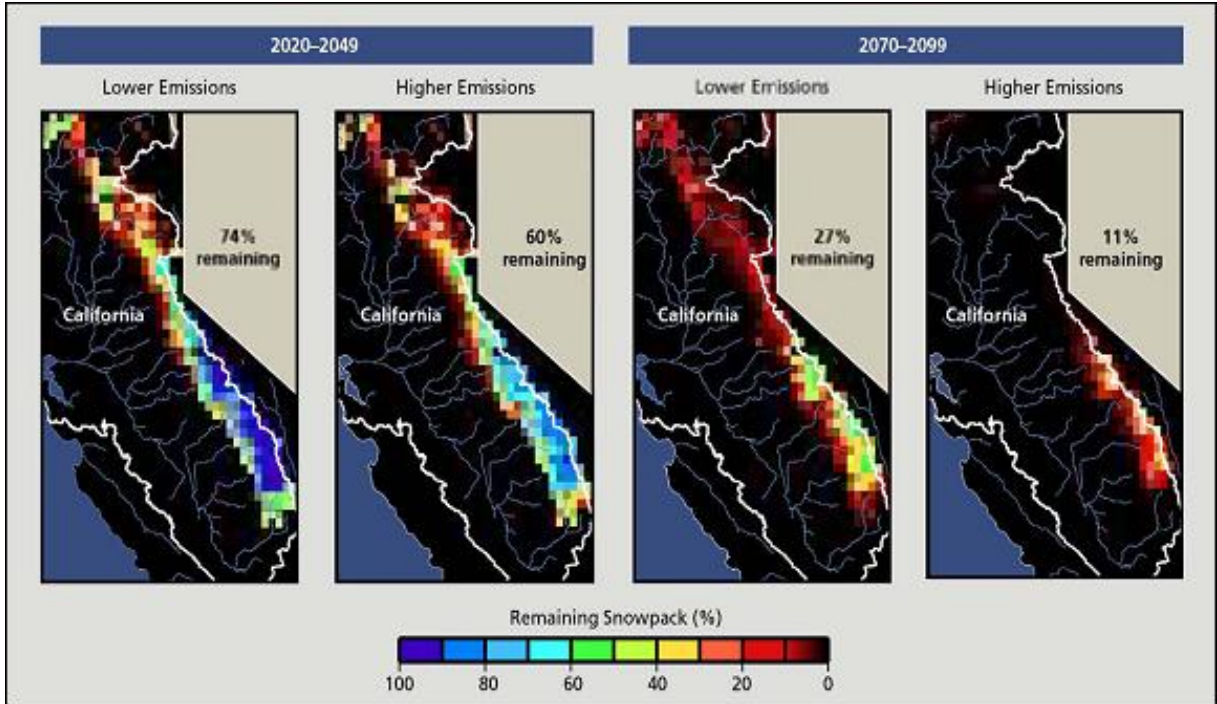 2020–2049
2070–2099
Lower Emissions
Higher Emissions
Lower Emissions
Higher Emissions
74%
remaining
California
60%
remaining
California
27%
remaining
California
11%
remaining
California
Remaining Snowpack (%)
100 80 60 40 20 0